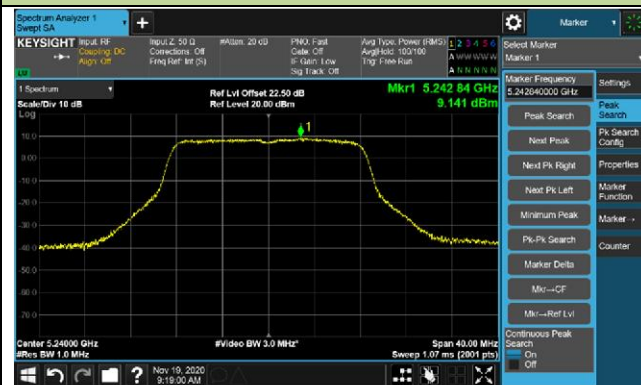 Spectrum Analyzer 1
Swept SA
Marker
KEYSIGHT Input: RF
Coupling: DC
Align: Off
Input Z: 50 Ω
Corrections: Off
Freq Ref: Int (S)
#Atten: 20 dB
PNO: Fast
Gate: Off
IF Gain: Low
Sig Track: Off
Avg Type: Power (RMS)
Avg|Hold: 100/100
Trig: Free Run
1 2 3 4 5 6
A W W W W W
A N N N N N
LXI
Select Marker
Marker 1
Marker Frequency
5.242840000 GHz
Settings
Peak Search
Next Peak
Next Pk Right
Next Pk Left
Minimum Peak
Pk-Pk Search
Marker Delta
Mkr→CF
Mkr→Ref Lvl
Continuous Peak
Search
On
Off
Peak
Search
Pk Search
Config
Properties
Marker
Function
Marker→
Counter
1 Spectrum
Scale/Div 10 dB
Log
Ref Lvl Offset 22.50 dB
Ref Level 20.00 dBm
Mkr1 5.242 84 GHz
9.141 dBm
1
10.0
0.00
-10.0
-20.0
-30.0
-40.0
-50.0
-60.0
-70.0
Center 5.24000 GHz
#Res BW 1.0 MHz
#Video BW 3.0 MHz*
Span 40.00 MHz
Sweep 1.07 ms (2001 pts)
?
Nov 19, 2020
9:19:00 AM